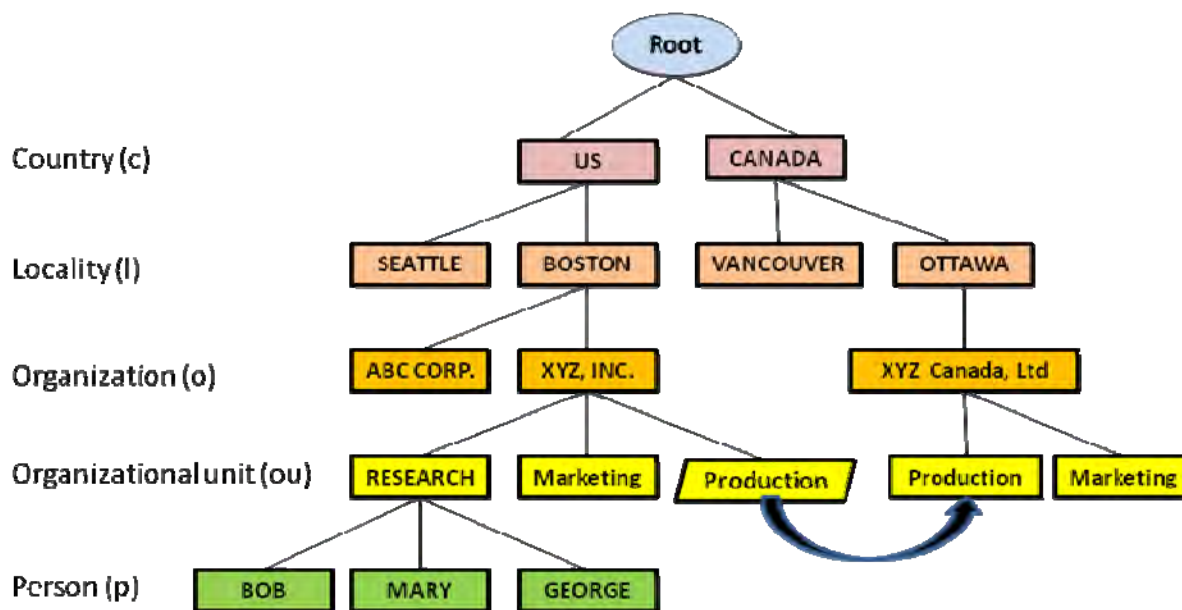 Root
Country (c)
US
CANADA
Locality (l)
SEATTLE
BOSTON
VANCOUVER
OTTAWA
Organization (o)
ABC CORP.
XYZ, INC.
XYZ Canada, Ltd
Organizational unit (ou)
RESEARCH
Marketing
Production
Production
Marketing
Person (p)
BOB
MARY
GEORGE